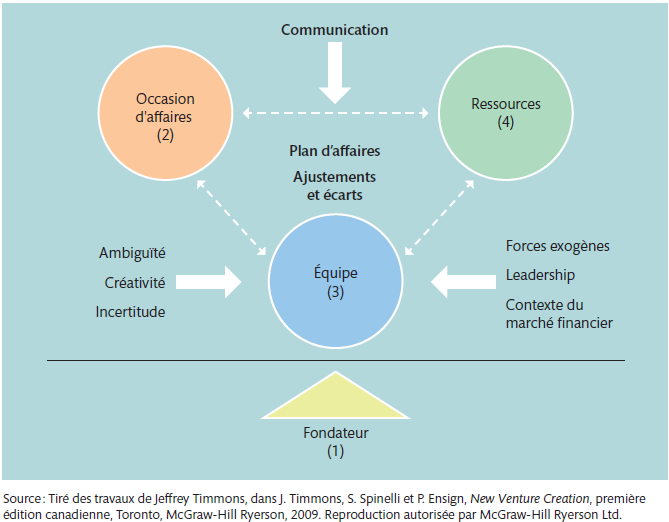 Communication
Occasion
d'affaires
(2)
Ressources
(4)
Plan d'affaires
Ajustements
et écarts
Ambiguïté
Créativité
Incertitude
Équipe
(3)
Forces exogènes
Leadership
Contexte du
marché financier
Fondateur
(1)
Source : Tiré des travaux de Jeffrey Timmons, dans J. Timmons, S. Spinelli et P. Ensign, New Venture Creation, première
édition canadienne, Toronto, McGraw-Hill Ryerson, 2009. Reproduction autorisée par McGraw-Hill Ryerson Ltd.